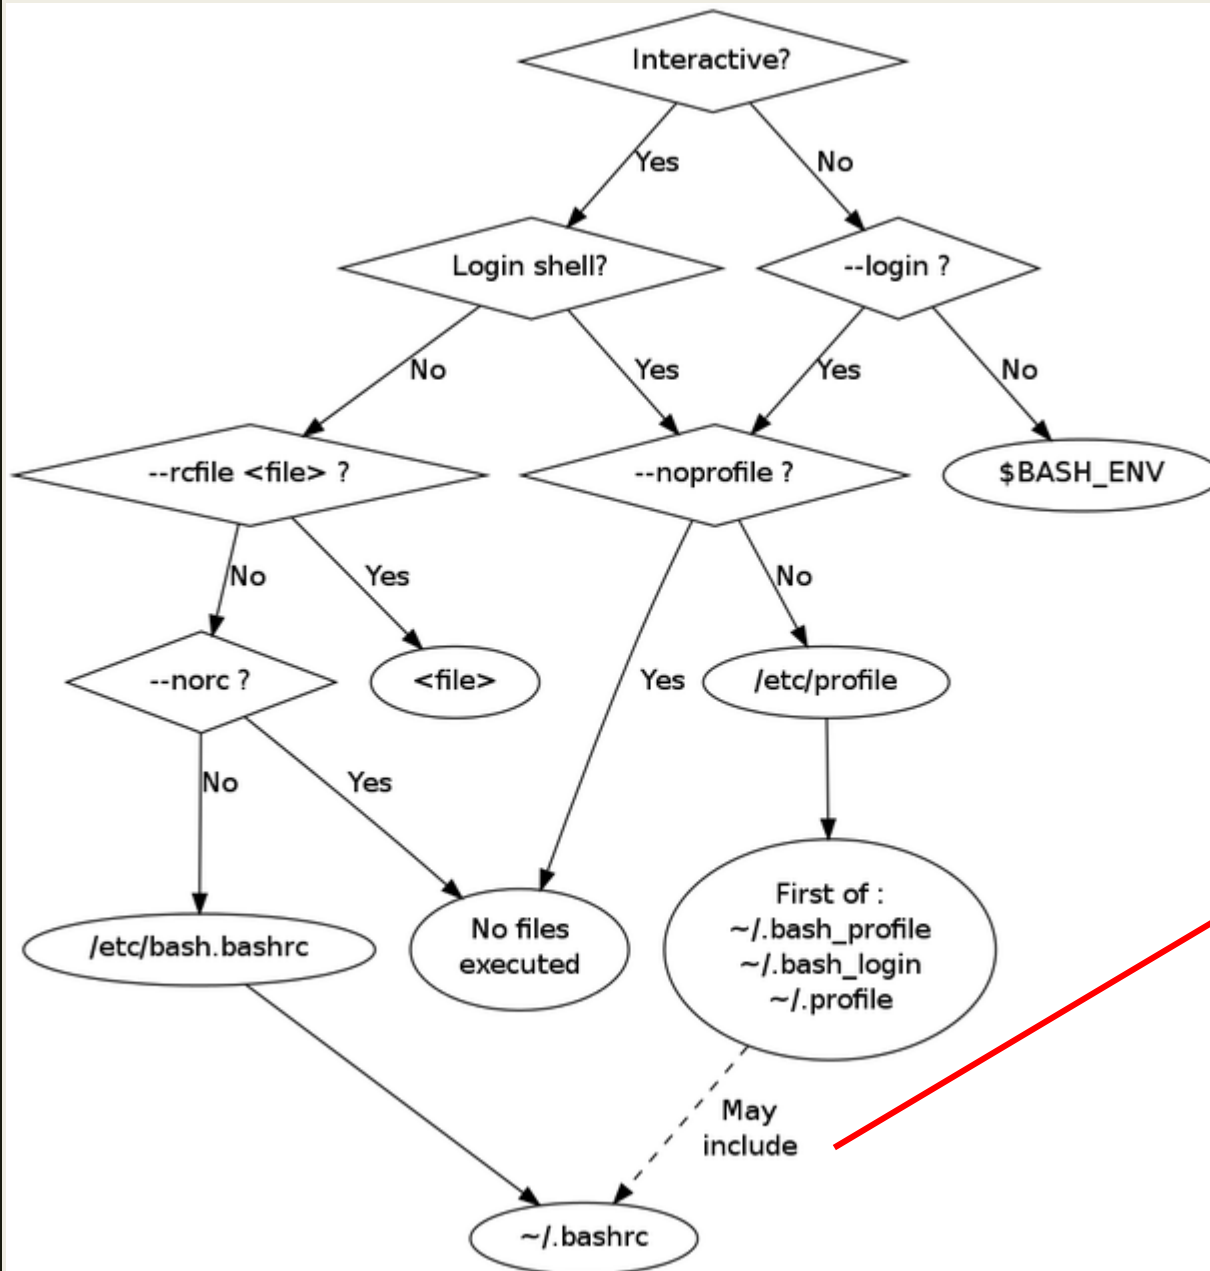 Interactive?
Yes
No
Login shell?
--login ?
No
Yes
Yes
No
--rcfile <file> ?
--noprofile ?
$BASH_ENV
No
Yes
No
--norc ?
<file>
Yes
/etc/profile
No
Yes
First of :
~/.bash_profile
~/.bash_login
~/.profile
/etc/bash.bashrc
No files
executed
May
include
~/.bashrc